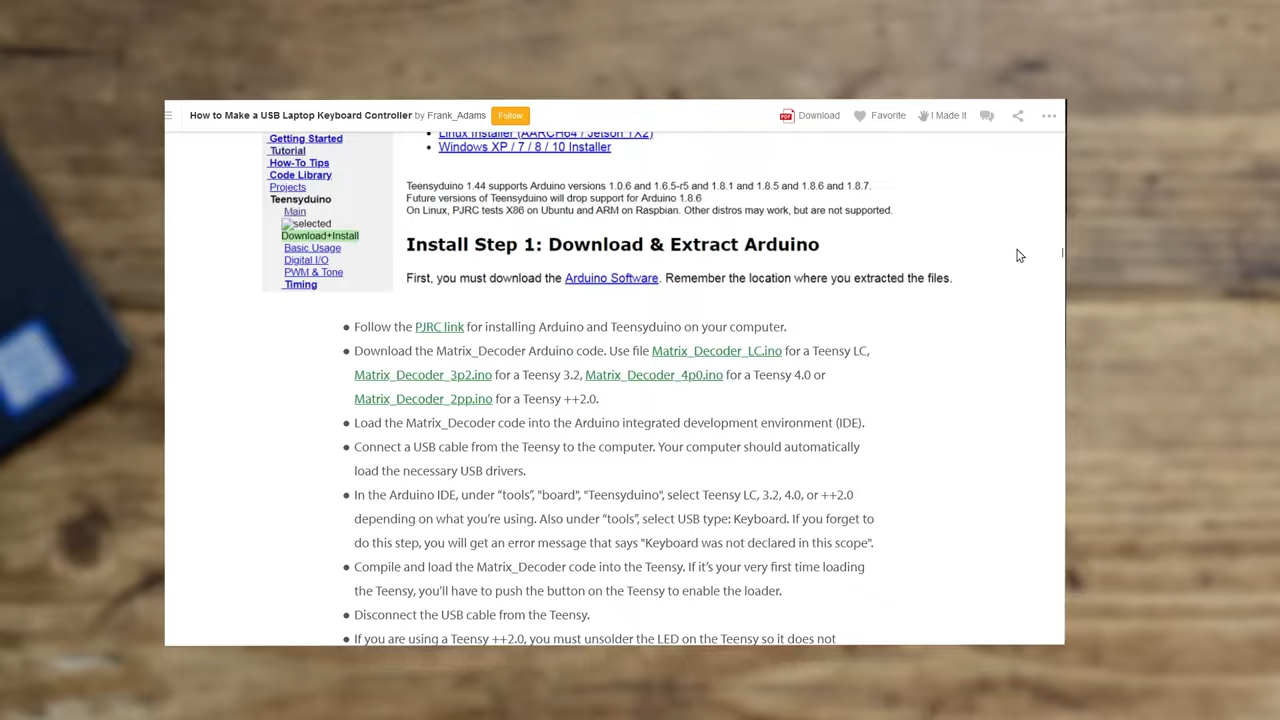 How to Make a USB Laptop Keyboard Controller by Frank_Adams Follow Download Favorite I Made It
Getting Started
Tutorial
How-To Tips
Code Library
Projects
Teensyduino
Main
selected
Download+Install
Basic Usage
Digital I/O
PWM & Tone
Timing
• Linux Installer (AARCH64 / Jetson TX2)
• Windows XP / 7 / 8 / 10 Installer
Teensyduino 1.44 supports Arduino versions 1.0.6 and 1.6.5-r5 and 1.8.1 and 1.8.5 and 1.8.6 and 1.8.7.
Future versions of Teensyduino will drop support for Arduino 1.8.6
On Linux, PJRC tests X86 on Ubuntu and ARM on Raspbian. Other distros may work, but are not supported.
Install Step 1: Download & Extract Arduino
First, you must download the Arduino Software. Remember the location where you extracted the files.
● Follow the PJRC link for installing Arduino and Teensyduino on your computer.
● Download the Matrix_Decoder Arduino code. Use file Matrix_Decoder_LC.ino for a Teensy LC,
Matrix_Decoder_3p2.ino for a Teensy 3.2, Matrix_Decoder_4p0.ino for a Teensy 4.0 or
Matrix_Decoder_2pp.ino for a Teensy ++2.0.
● Load the Matrix_Decoder code into the Arduino integrated development environment (IDE).
● Connect a USB cable from the Teensy to the computer. Your computer should automatically
load the necessary USB drivers.
● In the Arduino IDE, under “tools”, "board", "Teensyduino", select Teensy LC, 3.2, 4.0, or ++2.0
depending on what you’re using. Also under “tools”, select USB type: Keyboard. If you forget to
do this step, you will get an error message that says "Keyboard was not declared in this scope".
● Compile and load the Matrix_Decoder code into the Teensy. If it’s your very first time loading
the Teensy, you’ll have to push the button on the Teensy to enable the loader.
● Disconnect the USB cable from the Teensy.
● If you are using a Teensy ++2.0, you must unsolder the LED on the Teensy so it does not